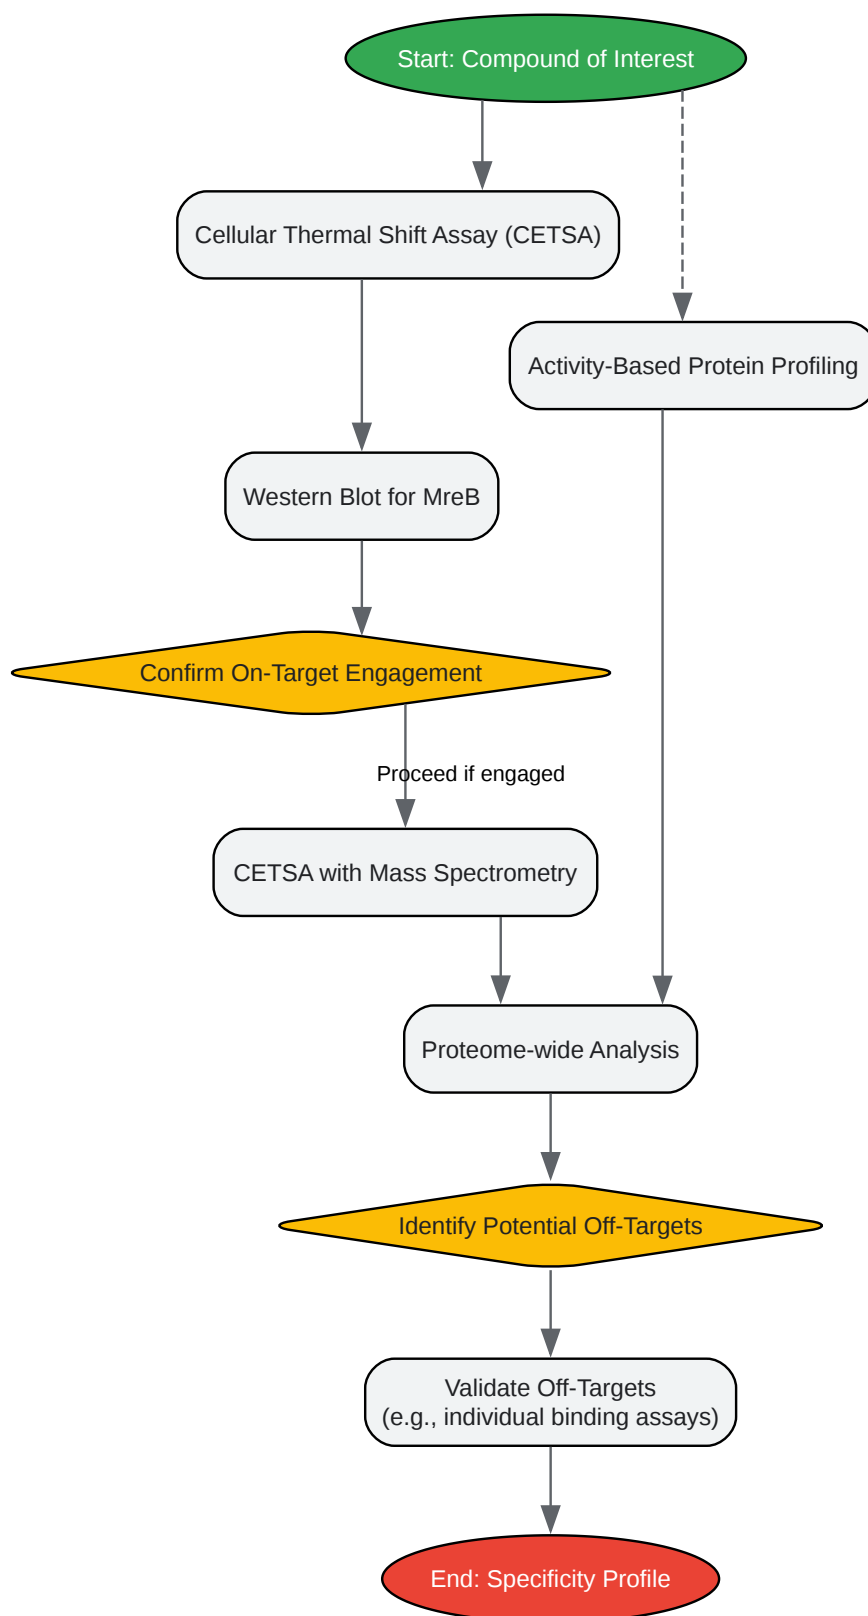 Start: Compound of Interest
Cellular Thermal Shift Assay (CETSA)
Activity-Based Protein Profiling
Western Blot for MreB
Confirm On-Target Engagement
Proceed if engaged
CETSA with Mass Spectrometry
Proteome-wide Analysis
Identify Potential Off-Targets
Validate Off-Targets
(e.g., individual binding assays)
End: Specificity Profile